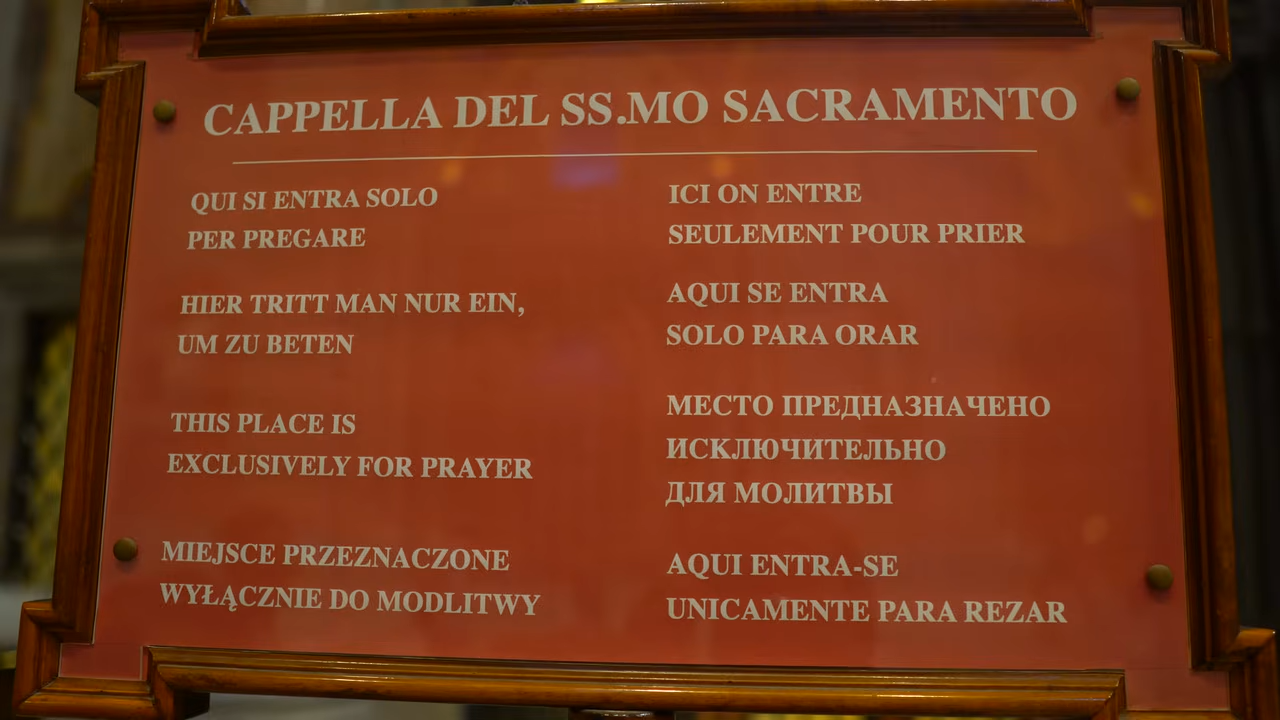 CAPPELLA DEL SS.MO SACRAMENTO
QUI SI ENTRA SOLO
PER PREGARE
HIER TRITT MAN NUR EIN,
UM ZU BETEN
THIS PLACE IS
EXCLUSIVELY FOR PRAYER
MIEJSCE PRZEZNACZONE
WYŁĄCZNIE DO MODLITWY
ICI ON ENTRE
SEULEMENT POUR PRIER
AQUI SE ENTRA
SOLO PARA ORAR
МЕСТО ПРЕДНАЗНАЧЕНО
ИСКЛЮЧИТЕЛЬНО
ДЛЯ МОЛИТВЫ
AQUI ENTRA-SE
UNICAMENTE PARA REZAR